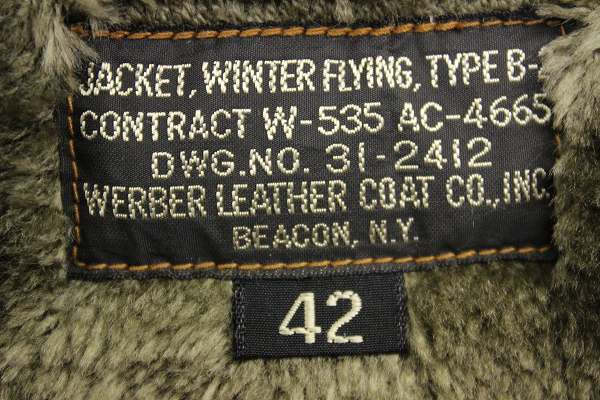 JACKET, WINTER FLYING, TYPE B-
CONTRACT W-535 AC-4665
DWG.NO. 31-2412
WERBER LEATHER COAT CO., INC
BEACON, N.Y.
42